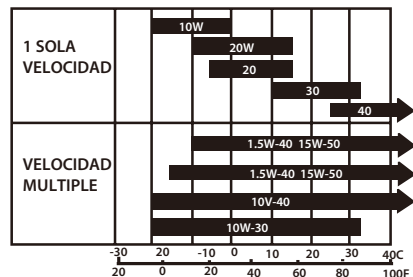 10W
1 SOLA
VELOCIDAD
20W
20
30
40
VELOCIDAD
MULTIPLE
1.5W-40 15W-50
1.5W-40 15W-50
10V-40
10W-30
-30 20 -10 0 10 20 30 40C
20 0 20 40 60 80 100F